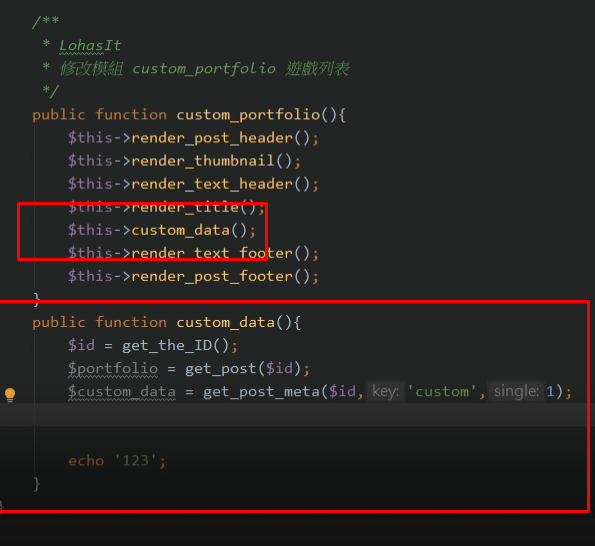 /**
* LohasIt
* 修改模組 custom_portfolio 遊戲列表
*/
public function custom_portfolio(){
$this->render_post_header();
$this->render_thumbnail();
$this->render_text_header();
$this->render_title();
$this->custom_data();
$this->render_text_footer();
$this->render_post_footer();
}
public function custom_data(){
$id = get_the_ID();
$portfolio = get_post($id);
$custom_data = get_post_meta($id, key: 'custom', single: 1);
echo '123';
}
}